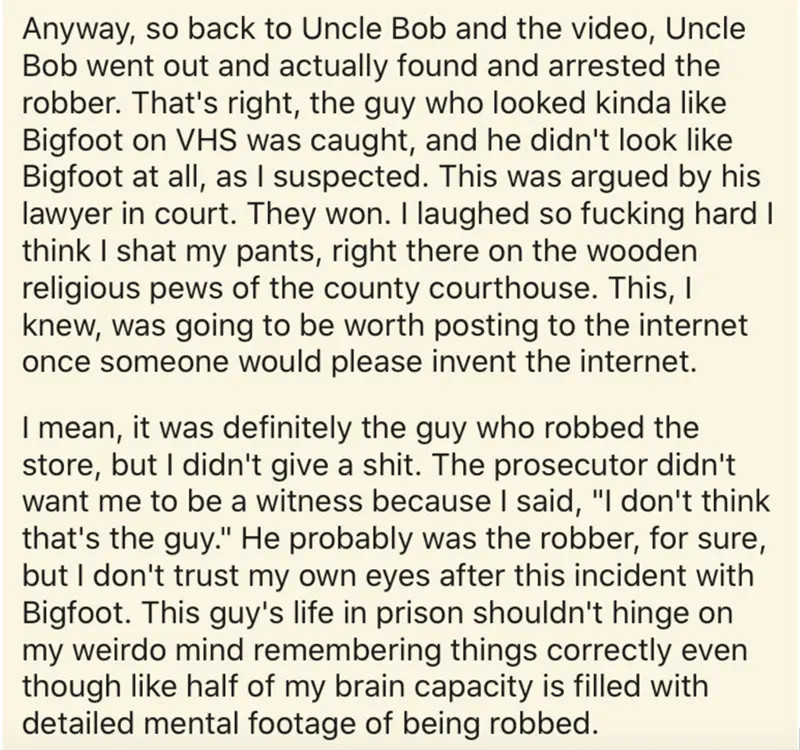 Anyway, so back to Uncle Bob and the video, Uncle
Bob went out and actually found and arrested the
robber. That's right, the guy who looked kinda like
Bigfoot on VHS was caught, and he didn't look like
Bigfoot at all, as I suspected. This was argued by his
lawyer in court. They won. I laughed so fucking hard I
think I shat my pants, right there on the wooden
religious pews of the county courthouse. This, I
knew, was going to be worth posting to the internet
once someone would please invent the internet.
I mean, it was definitely the guy who robbed the
store, but I didn't give a shit. The prosecutor didn't
want me to be a witness because I said, "I don't think
that's the guy." He probably was the robber, for sure,
but I don't trust my own eyes after this incident with
Bigfoot. This guy's life in prison shouldn't hinge on
my weirdo mind remembering things correctly even
though like half of my brain capacity is filled with
detailed mental footage of being robbed.